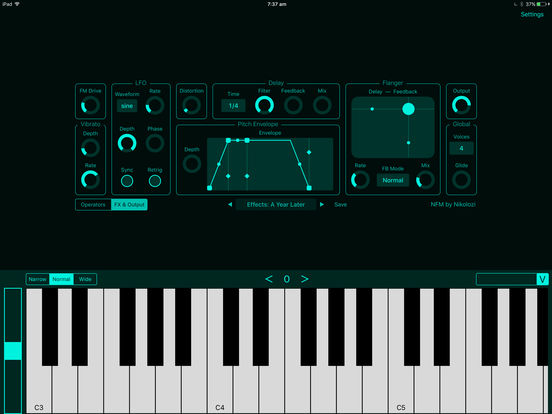 iPad 7:37 am 37%
Settings
LFO Delay Flanger
FM Drive Waveform Rate Distortion Time Filter Feedback Mix Delay — Feedback Output
sine 1/4
Vibrato Pitch Envelope Global
Depth Depth Phase Depth Envelope Voices
4
Rate Sync Retrig Rate FB Mode Mix Glide
Normal
Operators FX & Output Effects: A Year Later Save NFM by Nikolozi
Narrow Normal Wide < 0 > V
C3 C4 C5